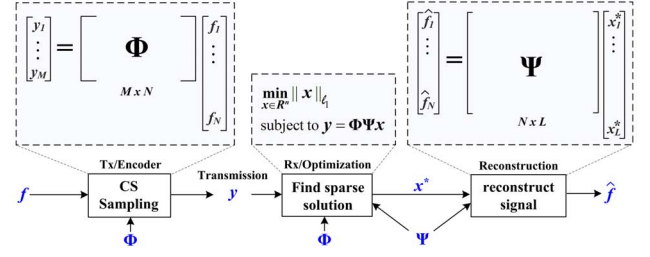 y1
⋮
⋮
yM
=
Φ
M x N
f1
⋮
⋮
fN
min x∈R^n || x ||ℓ1
subject to y = ΦΨx
f̂1
⋮
⋮
f̂N
=
Ψ
N x L
x1*
⋮
⋮
xL*
Tx/Encoder
Rx/Optimization
Reconstruction
f
CS
Sampling
Transmission
y
Find sparse
solution
x*
reconstruct
signal
f̂
Φ
Φ
Ψ